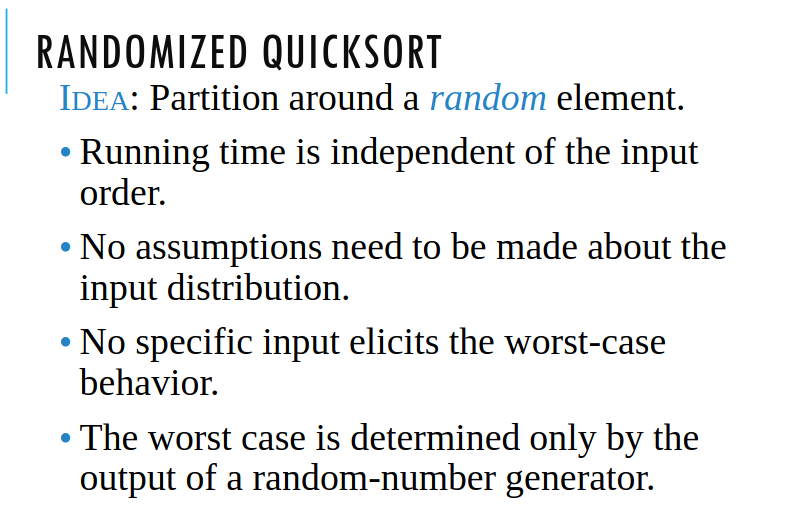 RANDOMIZED QUICKSORT
IDEA: Partition around a random element.
• Running time is independent of the input
order.
• No assumptions need to be made about the
input distribution.
• No specific input elicits the worst-case
behavior.
• The worst case is determined only by the
output of a random-number generator.